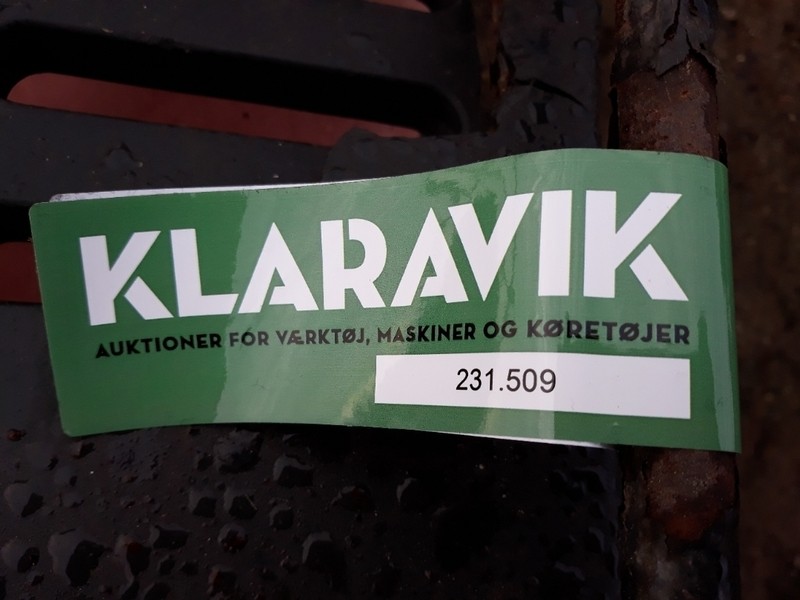 KLARAVIK
AUKTIONER FOR VÆRKTØJ, MASKINER OG KØRETØJER
231.509